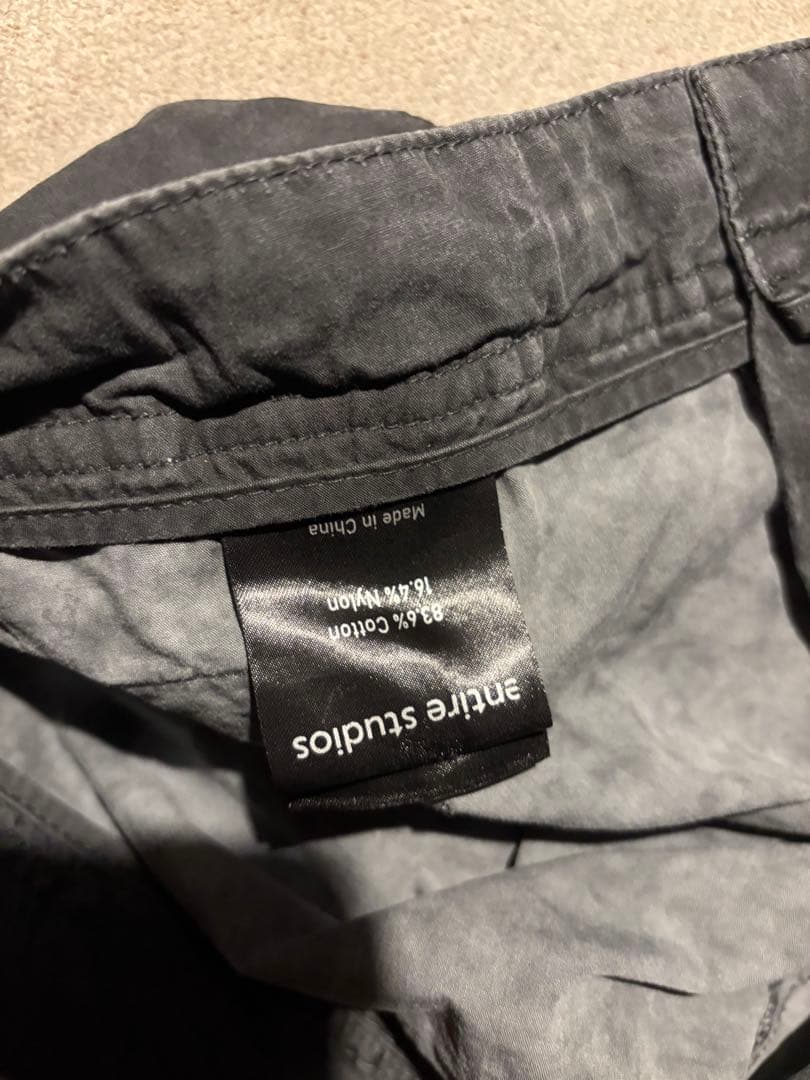 entire studios
83.6% Cotton
16.4% Nylon
Made in China